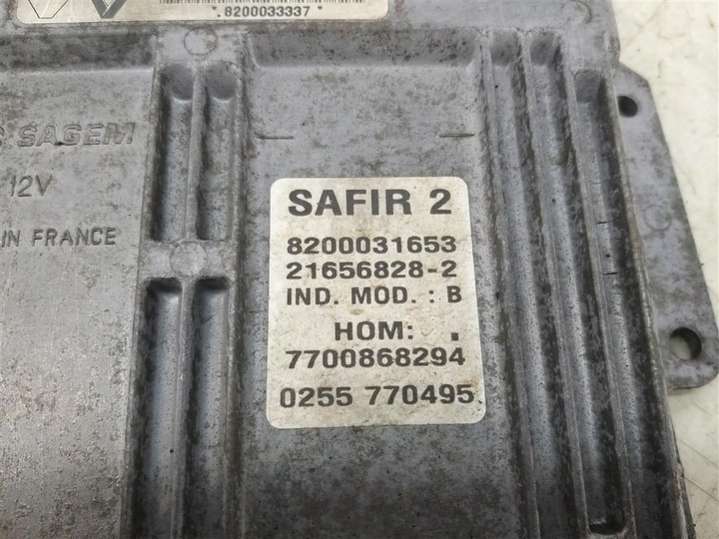 *8200033337*
SAGEM
12V
IN FRANCE
SAFIR 2
8200031653
21656828-2
IND. MOD. : B
HOM: .
7700868294
0255 770495